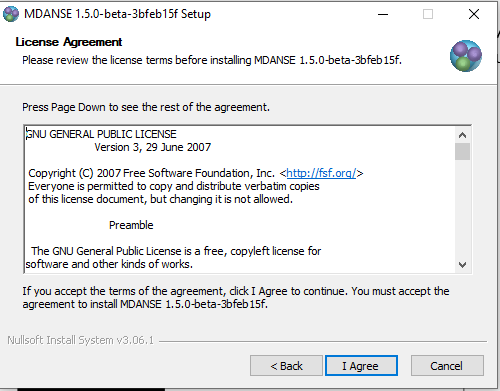 MDANSE 1.5.0-beta-3bfeb15f Setup
License Agreement
Please review the license terms before installing MDANSE 1.5.0-beta-3bfeb15f.
Press Page Down to see the rest of the agreement.
GNU GENERAL PUBLIC LICENSE
Version 3, 29 June 2007
Copyright (C) 2007 Free Software Foundation, Inc. <http://fsf.org/>
Everyone is permitted to copy and distribute verbatim copies
of this license document, but changing it is not allowed.
Preamble
The GNU General Public License is a free, copyleft license for
software and other kinds of works.
If you accept the terms of the agreement, click I Agree to continue. You must accept the
agreement to install MDANSE 1.5.0-beta-3bfeb15f.
Nullsoft Install System v3.06.1
< Back
I Agree
Cancel